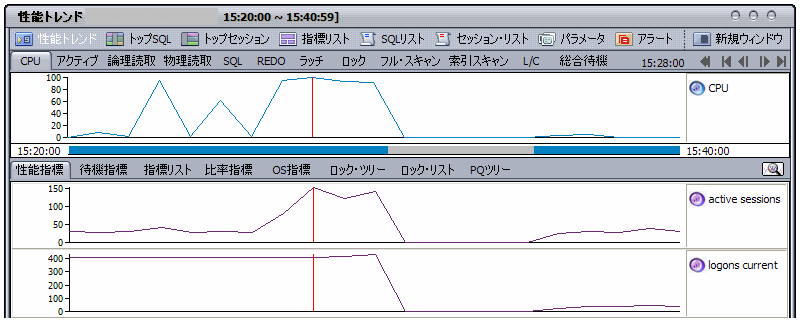 性能トレンド 15:20:00 ~ 15:40:59]
性能トレンド トップSQL トップセッション 指標リスト SQLリスト セッション・リスト パラメータ アラート 新規ウィンドウ
CPU アクティブ 論理読取 物理読取 SQL REDO ラッチ ロック フル・スキャン 索引スキャン L/C 総合待機 15:28:00
100
80
60
40
20
0
CPU
15:20:00 15:40:00
性能指標 待機指標 指標リスト 比率指標 OS指標 ロック・ツリー ロック・リスト PQツリー
150
100
50
0
active sessions
400
300
200
100
0
logons current